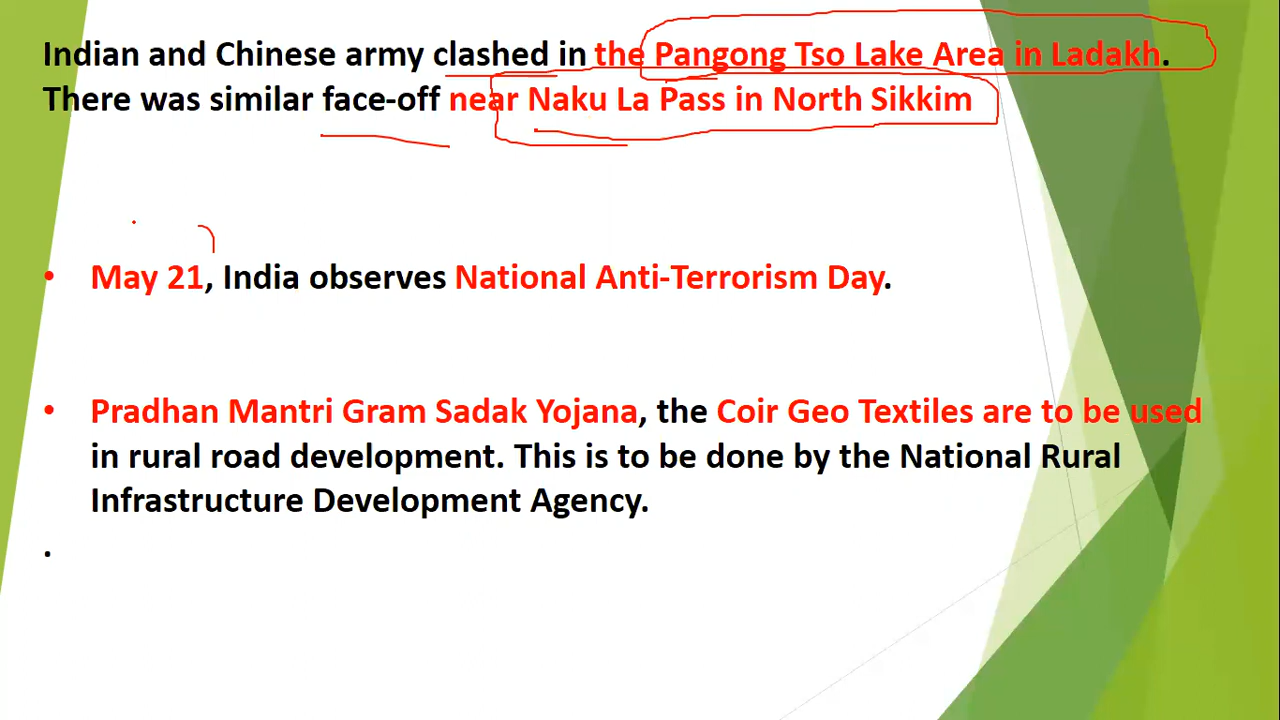 Indian and Chinese army clashed in the Pangong Tso Lake Area in Ladakh.
There was similar face-off near Naku La Pass in North Sikkim
• May 21, India observes National Anti-Terrorism Day.
• Pradhan Mantri Gram Sadak Yojana, the Coir Geo Textiles are to be used
in rural road development. This is to be done by the National Rural
Infrastructure Development Agency.
.